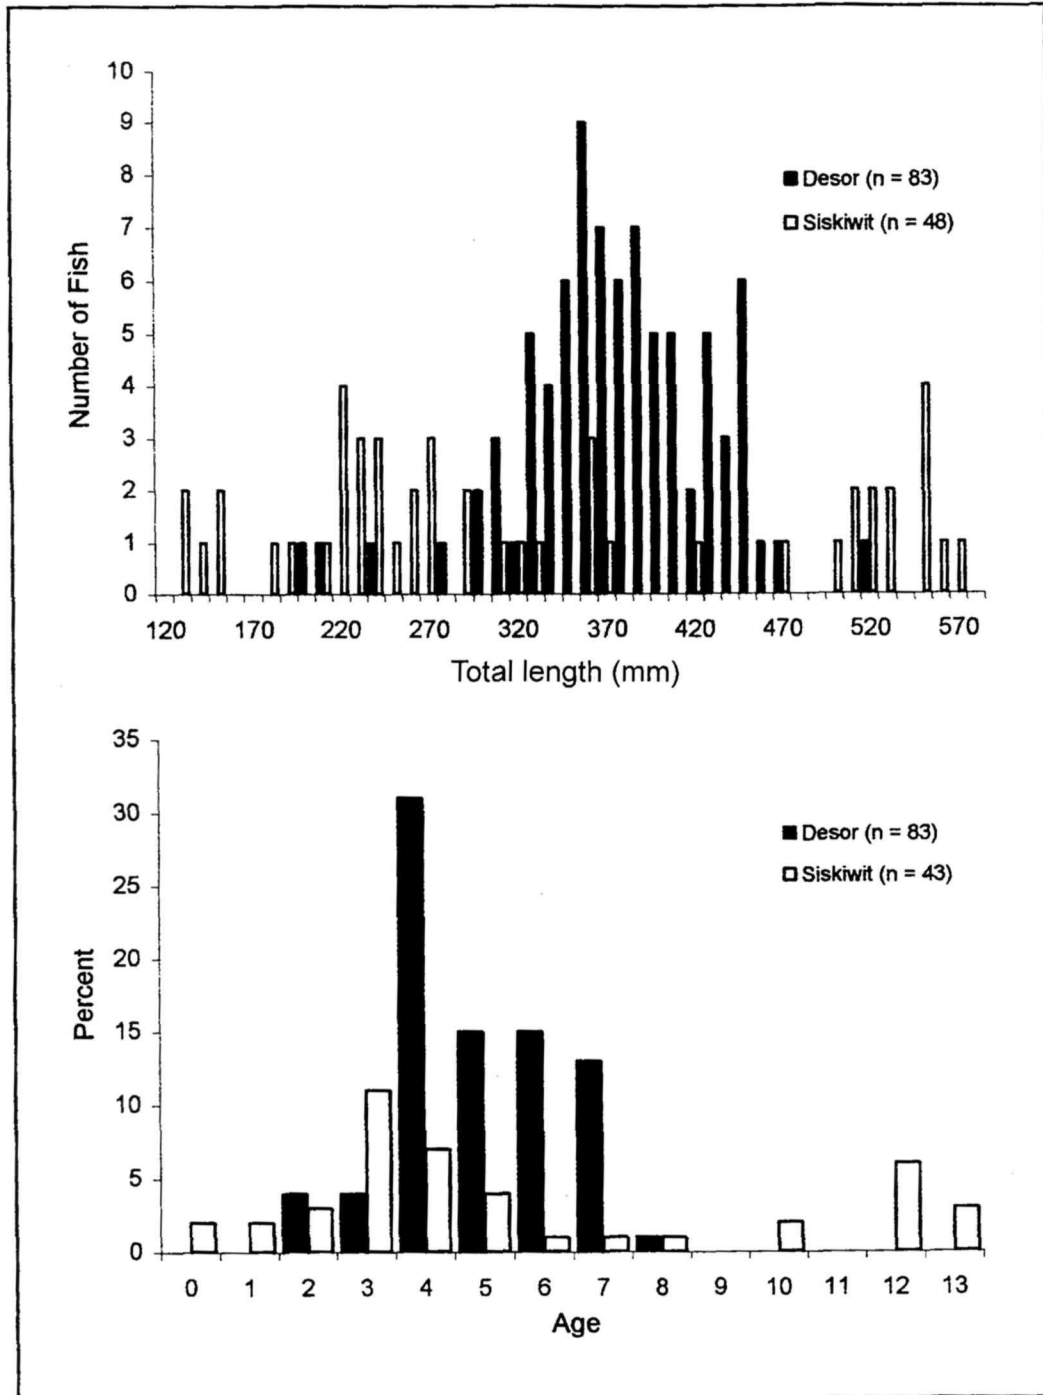 10
9
8
7
6
5
4
3
2
1
0
Number of Fish
■ Desor (n = 83)
□ Siskiwit (n = 48)
120 170 220 270 320 370 420 470 520 570
Total length (mm)
35
30
25
20
15
10
5
0
Percent
■ Desor (n = 83)
□ Siskiwit (n = 43)
0 1 2 3 4 5 6 7 8 9 10 11 12 13
Age